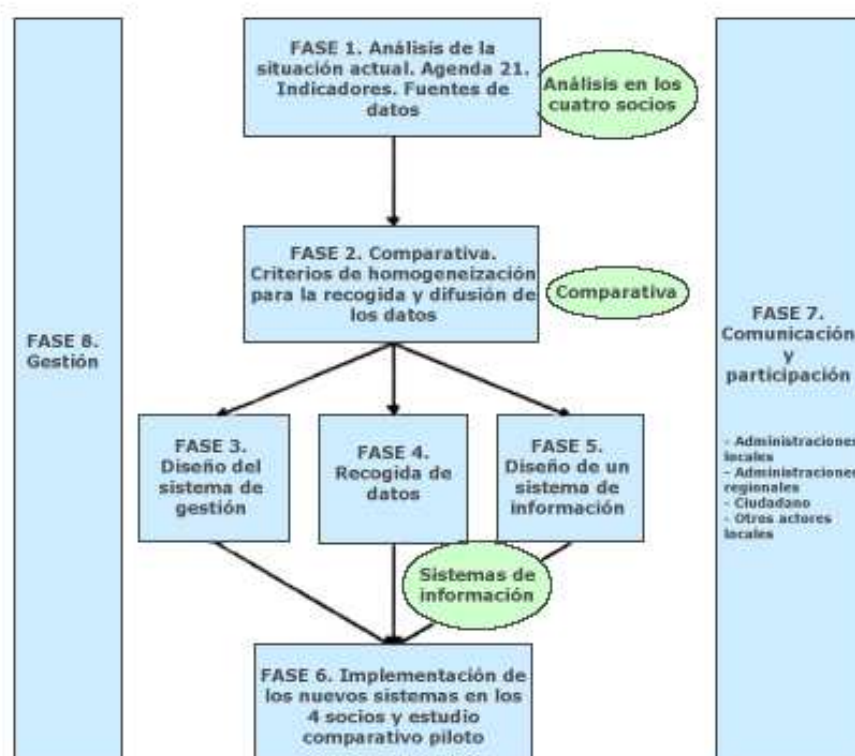 FASE 1. Análisis de la
situación actual. Agenda 21.
Indicadores. Fuentes de
datos
Análisis en los
cuatro socios
FASE 2. Comparativa.
Criterios de homogeneización
para la recogida y difusión de
los datos
Comparativa
FASE 8.
Gestión
FASE 7.
Comunicación
y
participación
- Administraciones
locales
- Administraciones
regionales
- Ciudadano
- Otros actores
locales
FASE 3.
Diseño del
sistema de
gestión
FASE 4.
Recogida de
datos
FASE 5.
Diseño de un
sistema de
información
Sistemas de
información
FASE 6. Implementación de
los nuevos sistemas en los
4 socios y estudio
comparativo piloto